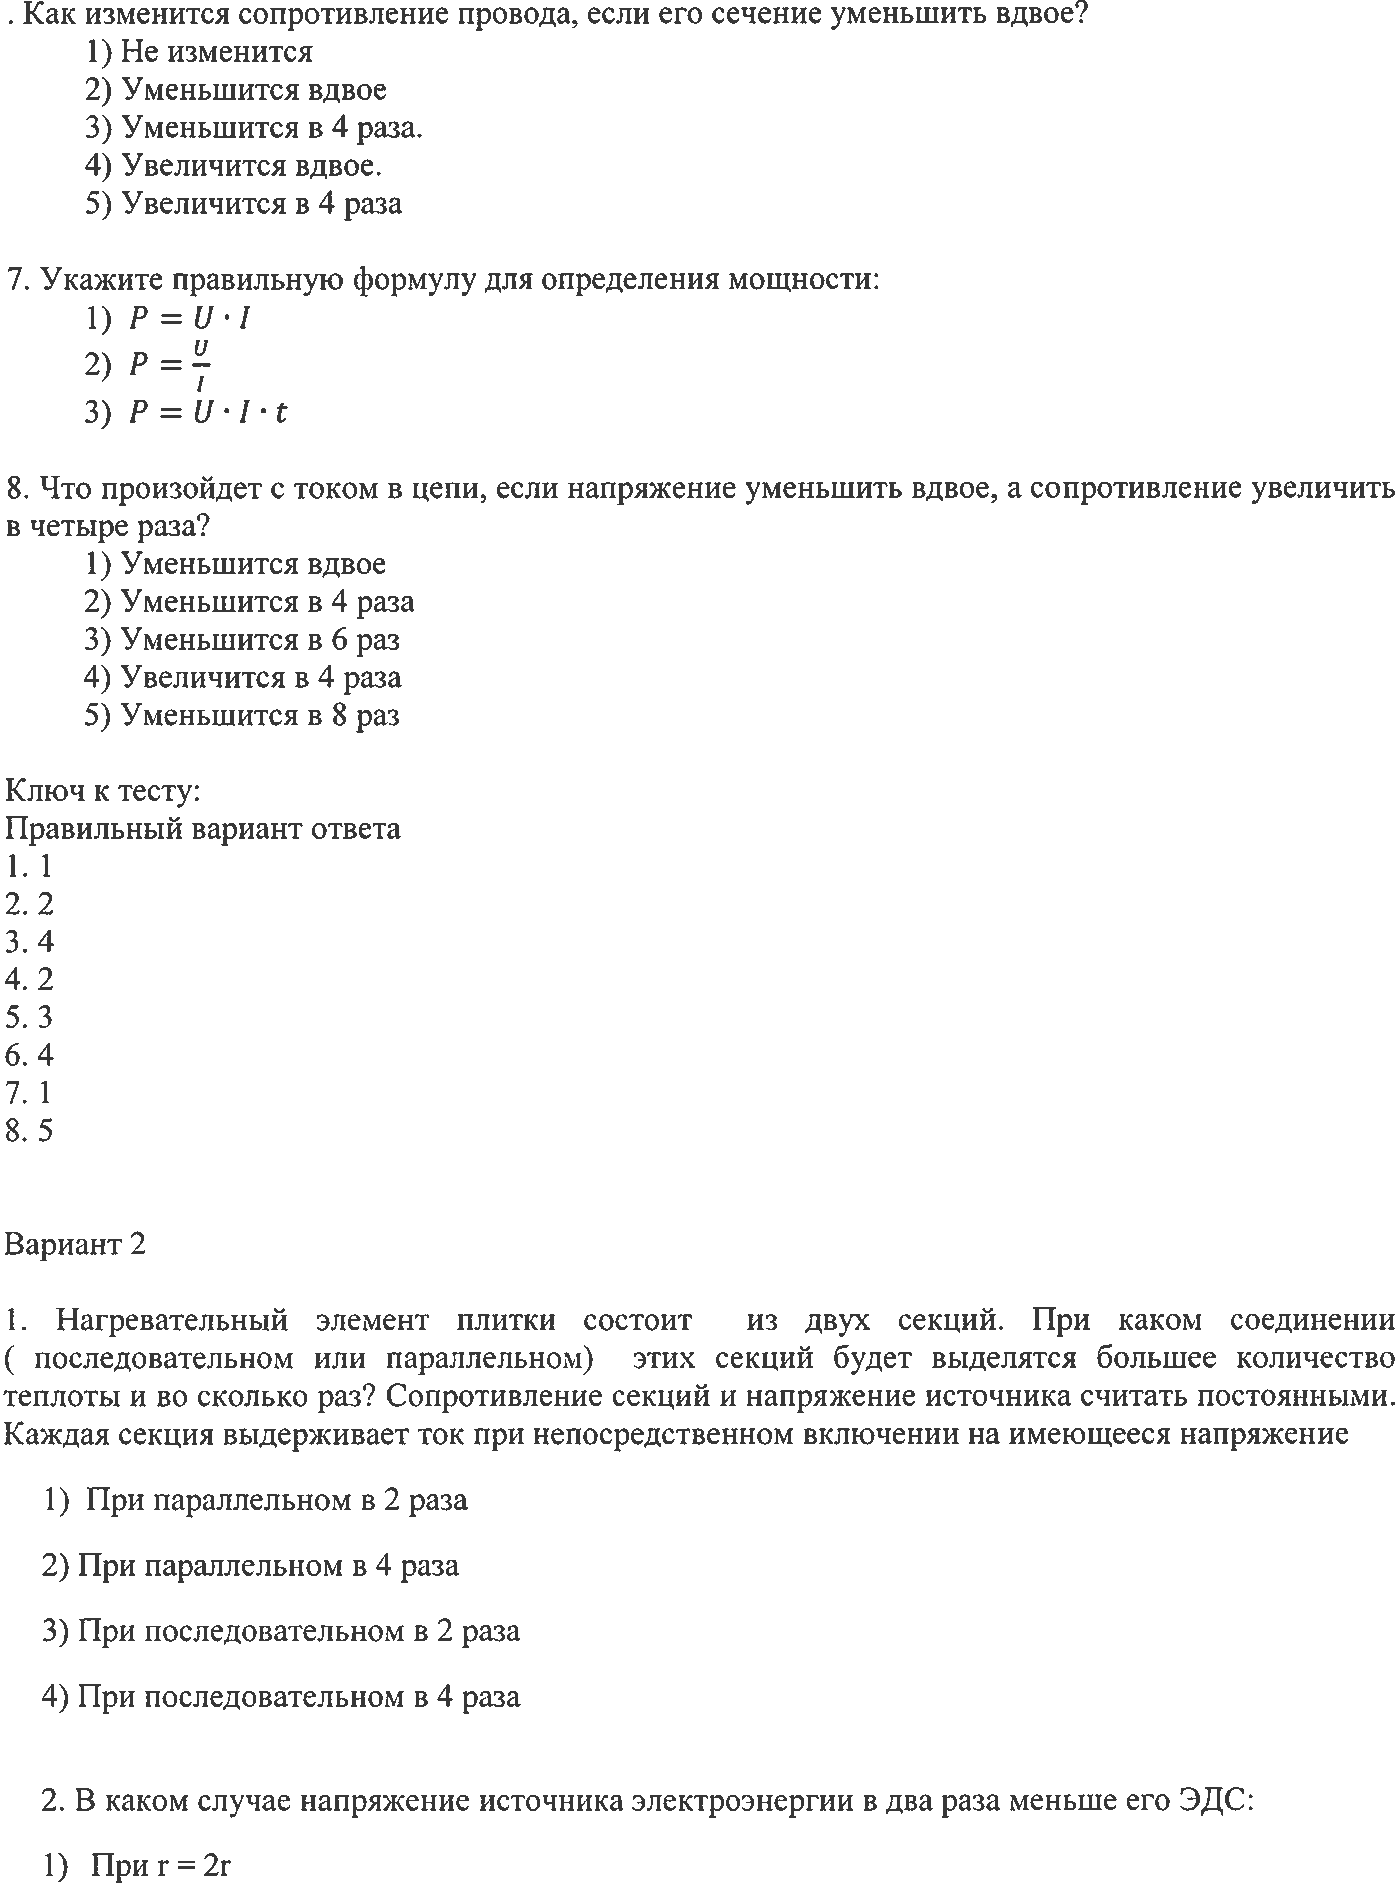 . Как изменится сопротивление провода, если его сечение уменьшить вдвое?
1) Не изменится
2) Уменьшится вдвое
3) Уменьшится в 4 раза.
4) Увеличится вдвое.
5) Увеличится в 4 раза
7. Укажите правильную формулу для определения мощности:
1) P = U · I
2) P = U/I
3) P = U · I · t
8. Что произойдет с током в цепи, если напряжение уменьшить вдвое, а сопротивление увеличить
в четыре раза?
1) Уменьшится вдвое
2) Уменьшится в 4 раза
3) Уменьшится в 6 раз
4) Увеличится в 4 раза
5) Уменьшится в 8 раз
Ключ к тесту:
Правильный вариант ответа
1. 1
2. 2
3. 4
4. 2
5. 3
6. 4
7. 1
8. 5
Вариант 2
1. Нагревательный элемент плитки состоит из двух секций. При каком соединении
( последовательном или параллельном) этих секций будет выделятся большее количество
теплоты и во сколько раз? Сопротивление секций и напряжение источника считать постоянными.
Каждая секция выдерживает ток при непосредственном включении на имеющееся напряжение
1) При параллельном в 2 раза
2) При параллельном в 4 раза
3) При последовательном в 2 раза
4) При последовательном в 4 раза
2. В каком случае напряжение источника электроэнергии в два раза меньше его ЭДС:
1) При r = 2r